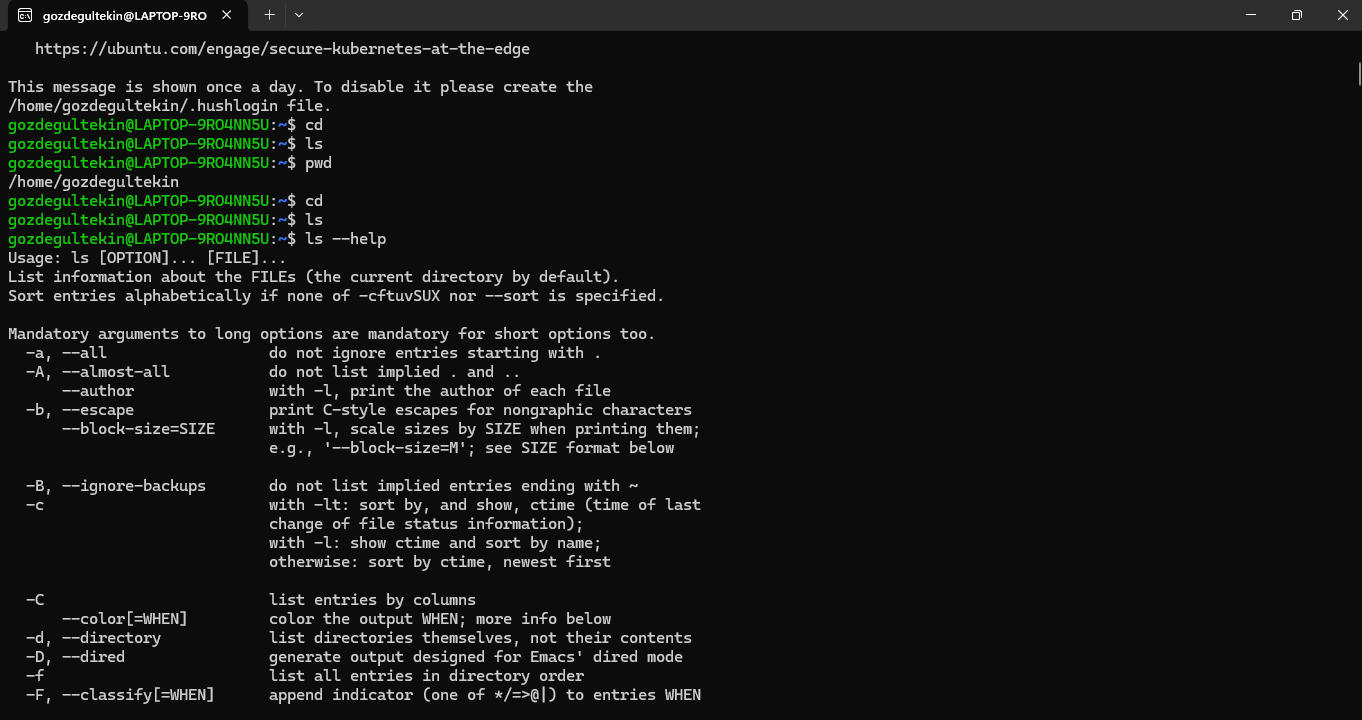 gozdegultekin@LAPTOP-9RO
https://ubuntu.com/engage/secure-kubernetes-at-the-edge
This message is shown once a day. To disable it please create the
/home/gozdegultekin/.hushlogin file.
gozdegultekin@LAPTOP-9RO4NN5U:~$ cd
gozdegultekin@LAPTOP-9RO4NN5U:~$ ls
gozdegultekin@LAPTOP-9RO4NN5U:~$ pwd
/home/gozdegultekin
gozdegultekin@LAPTOP-9RO4NN5U:~$ cd
gozdegultekin@LAPTOP-9RO4NN5U:~$ ls
gozdegultekin@LAPTOP-9RO4NN5U:~$ ls --help
Usage: ls [OPTION]... [FILE]...
List information about the FILEs (the current directory by default).
Sort entries alphabetically if none of -cftuvSUX nor --sort is specified.
Mandatory arguments to long options are mandatory for short options too.
-a, --all do not ignore entries starting with .
-A, --almost-all do not list implied . and ..
--author with -l, print the author of each file
-b, --escape print C-style escapes for nongraphic characters
--block-size=SIZE with -l, scale sizes by SIZE when printing them;
e.g., '--block-size=M'; see SIZE format below
-B, --ignore-backups do not list implied entries ending with ~
-c with -lt: sort by, and show, ctime (time of last
change of file status information);
with -l: show ctime and sort by name;
otherwise: sort by ctime, newest first
-C list entries by columns
--color[=WHEN] color the output WHEN; more info below
-d, --directory list directories themselves, not their contents
-D, --dired generate output designed for Emacs' dired mode
-f list all entries in directory order
-F, --classify[=WHEN] append indicator (one of */=>@|) to entries WHEN